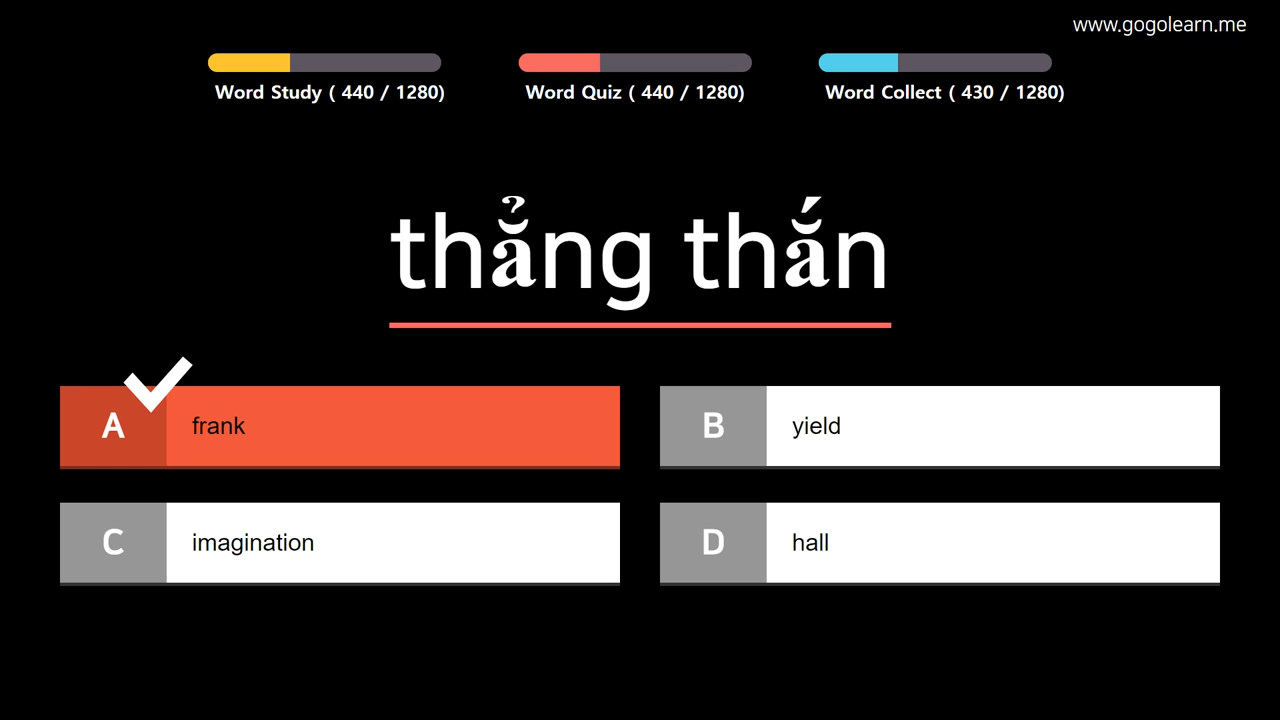 www.gogolearn.me
Word Study ( 440 / 1280)
Word Quiz ( 440 / 1280)
Word Collect ( 430 / 1280)
thẳng thắn
A frank
B yield
C imagination
D hall